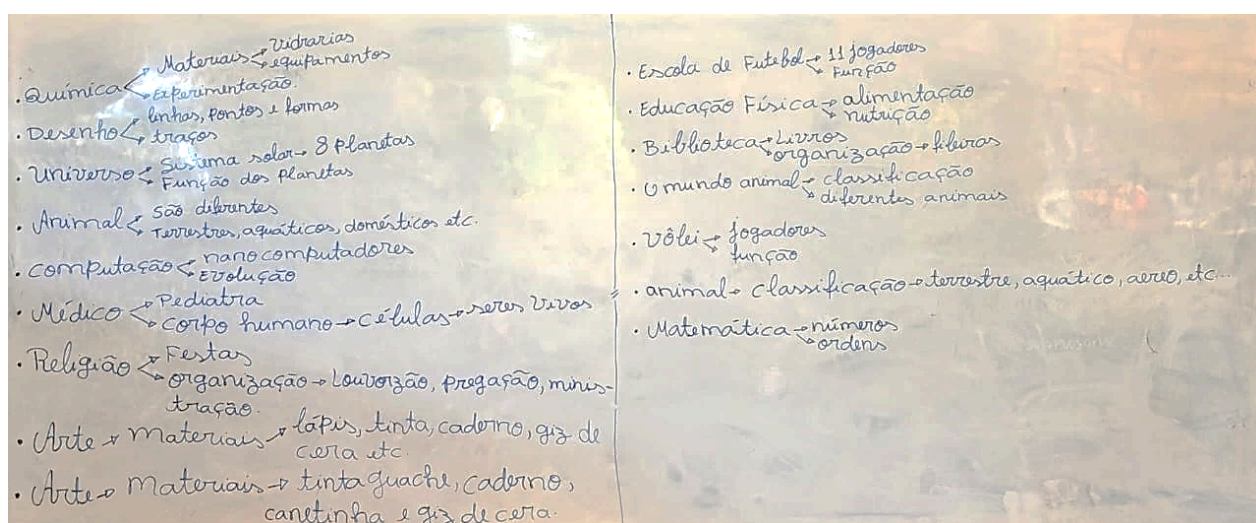 → Vidrarias
Materiais → equipamentos
. Química → Experimentação.
→ linhas, pontos e formas
. Desenho → traços
. Universo → Sistema solar → 8 planetas
→ Função dos planetas
. Animal → São diferentes
→ Terrestres, aquáticos, domésticos etc.
. computação → nanocomputadores
→ Evolução
. Médico → Pediatra
→ corpo humano → células → seres vivos
. Religião → Festas
→ organização → Louvorzão, pregação, minis-
tração.
. Arte → materiais → lápis, tinta, caderno, giz de
cera etc.
. Arte → materiais → tinta guache, caderno,
canetinha e giz de cera.
. Escola de Futebol → 11 jogadores
→ Função
. Educação Física → alimentação
→ nutrição
. Biblioteca → Livros
→ organização → fileiras
. O mundo animal → classificação
→ diferentes animais
. Vôlei → jogadores
→ função
. animal → classificação → terrestre, aquático, aereo, etc...
. Matemática → números
→ ordens